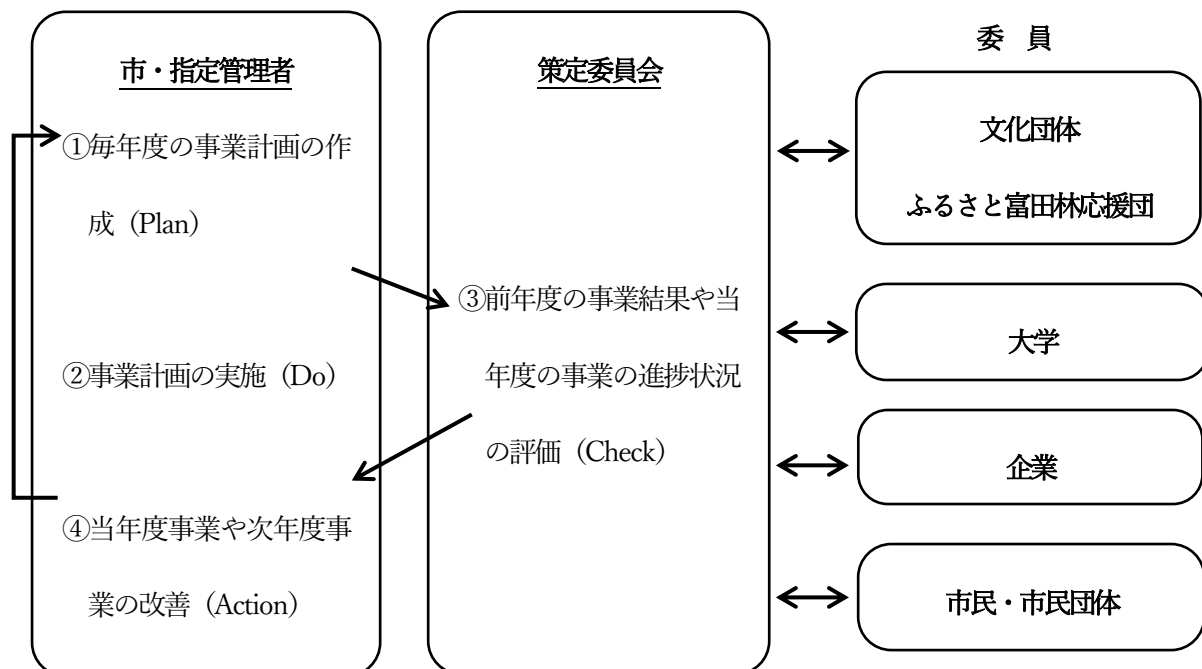 市・指定管理者
①毎年度の事業計画の作
成（Plan）
②事業計画の実施（Do）
④当年度事業や次年度事
業の改善（Action）
策定委員会
③前年度の事業結果や当
年度の事業の進捗状況
の評価（Check）
委　員
文化団体
ふるさと富田林応援団
大学
企業
市民・市民団体